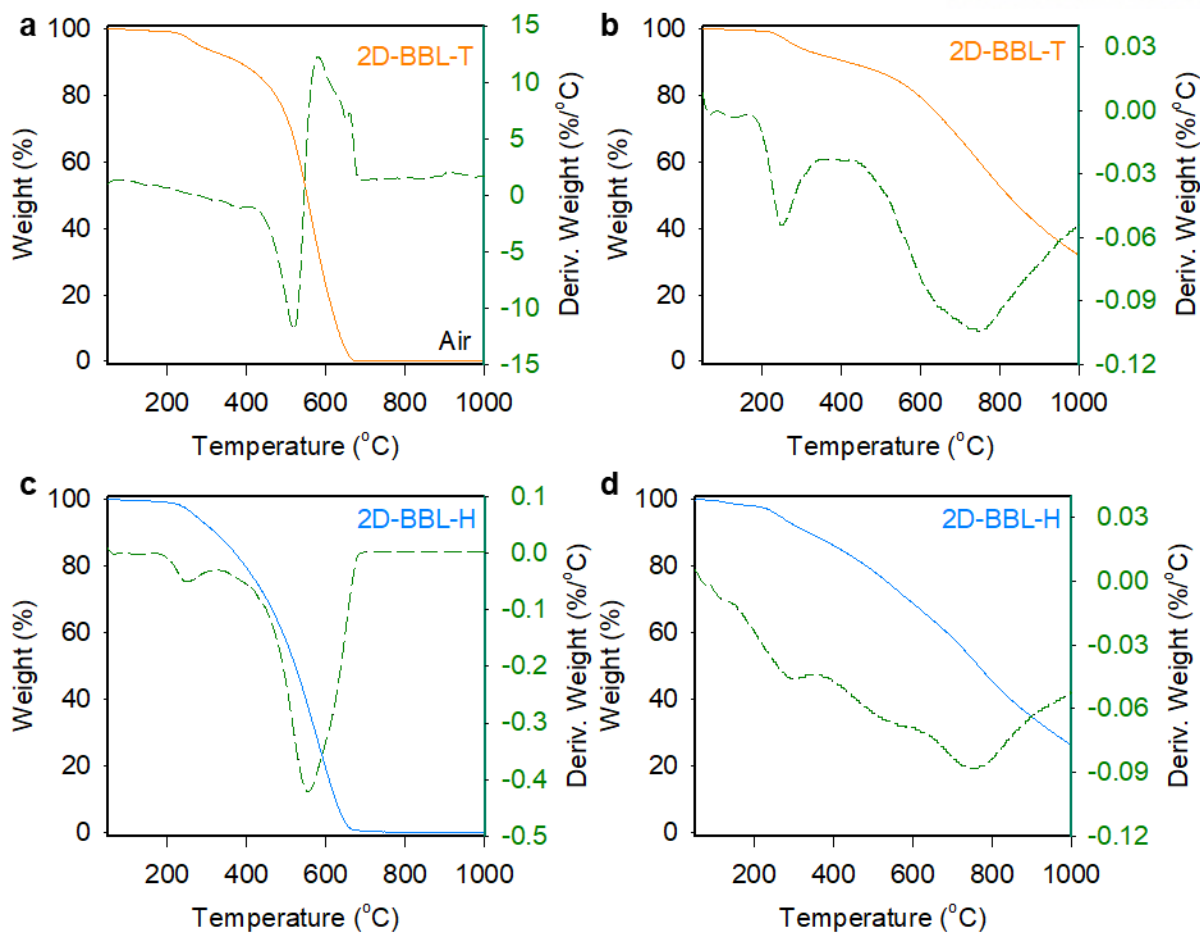 a
2D-BBL-T
Air
Weight (%)
100
80
60
40
20
0
Deriv. Weight (%/°C)
15
10
5
0
-5
-10
-15
200 400 600 800 1000
Temperature (°C)
b
2D-BBL-T
Weight (%)
100
80
60
40
20
0
Deriv. Weight (%/°C)
0.03
0.00
-0.03
-0.06
-0.09
-0.12
200 400 600 800 1000
Temperature (°C)
c
2D-BBL-H
Weight (%)
100
80
60
40
20
0
Deriv. Weight (%/°C)
0.1
0.0
-0.1
-0.2
-0.3
-0.4
-0.5
200 400 600 800 1000
Temperature (°C)
d
2D-BBL-H
Weight (%)
100
80
60
40
20
0
Deriv. Weight (%/°C)
0.03
0.00
-0.03
-0.06
-0.09
-0.12
200 400 600 800 1000
Temperature (°C)